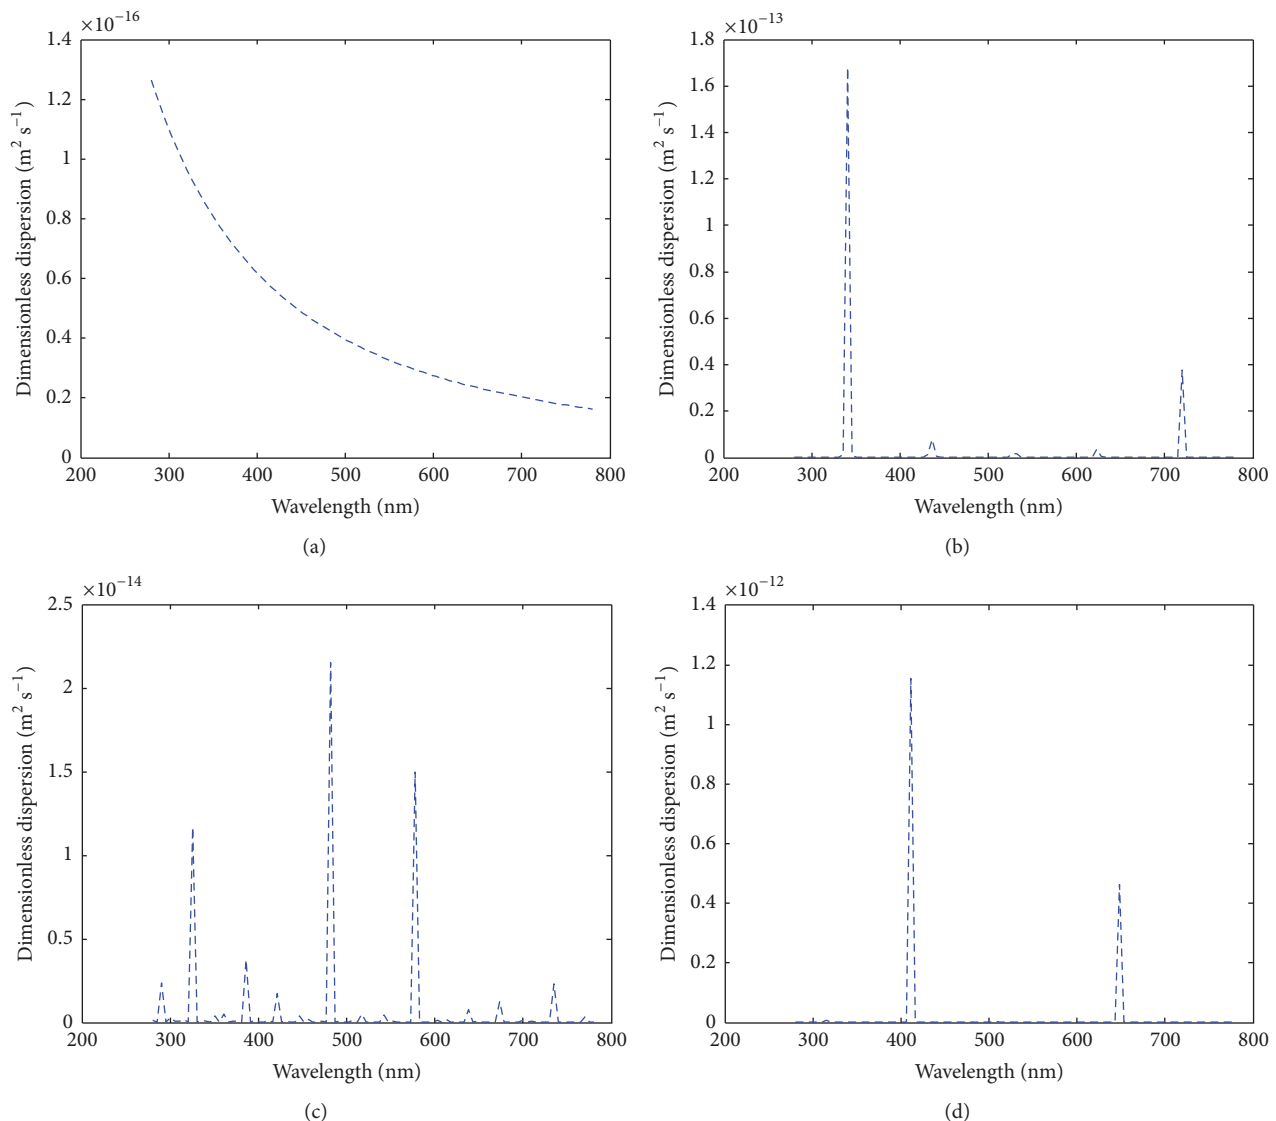 ×10−16
1.4
1.2
1
0.8
0.6
0.4
0.2
0
200 300 400 500 600 700 800
Dimensionless dispersion (m2 s−1)
Wavelength (nm)
(a)
×10−13
1.8
1.6
1.4
1.2
1
0.8
0.6
0.4
0.2
0
200 300 400 500 600 700 800
Dimensionless dispersion (m2 s−1)
Wavelength (nm)
(b)
×10−14
2.5
2
1.5
1
0.5
0
200 300 400 500 600 700 800
Dimensionless dispersion (m2 s−1)
Wavelength (nm)
(c)
×10−12
1.4
1.2
1
0.8
0.6
0.4
0.2
0
200 300 400 500 600 700 800
Dimensionless dispersion (m2 s−1)
Wavelength (nm)
(d)